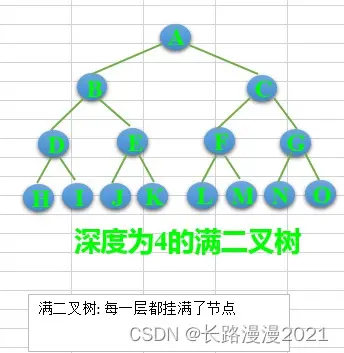 A
B C
D E F G
H I J K L M N O
深度为4的满二叉树
满二叉树: 每一层都挂满了节点
CSDN @长路漫漫2021